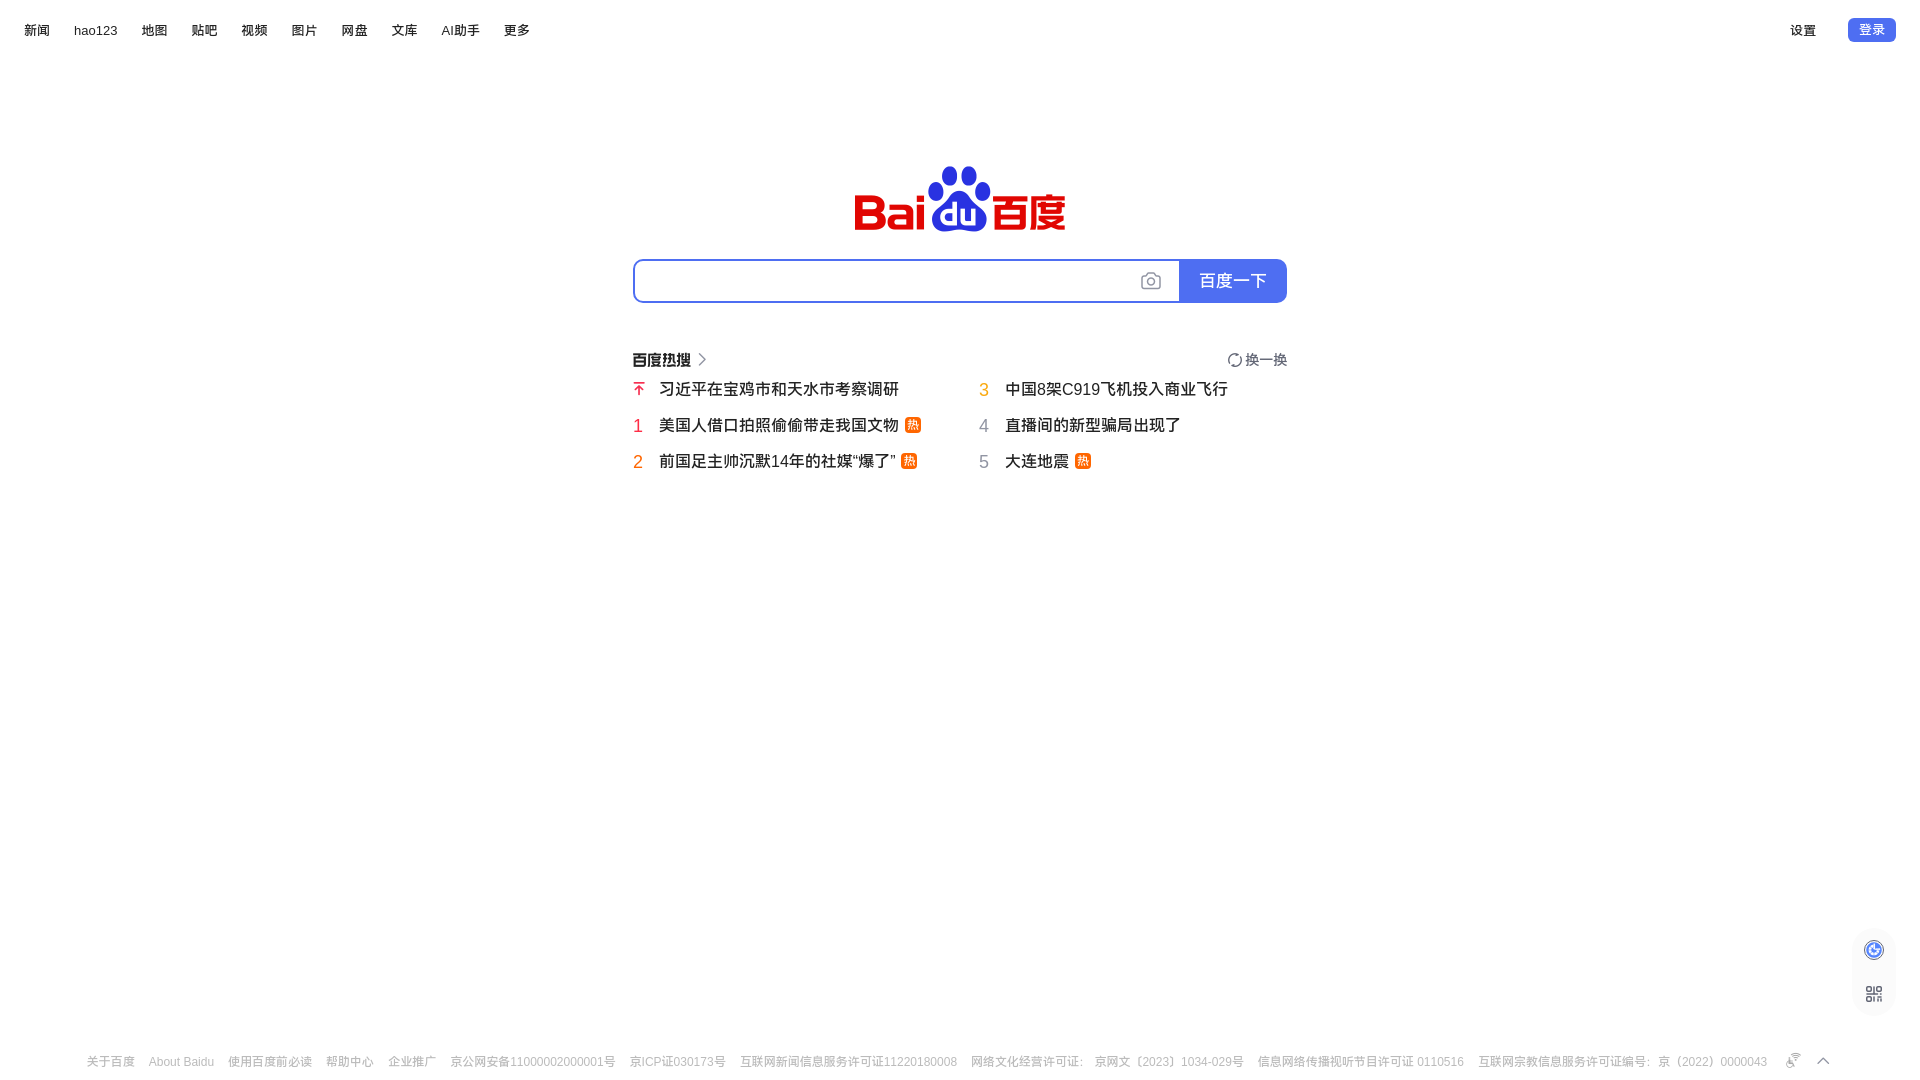 新闻 hao123 地图 贴吧 视频 图片 网盘 文库 AI助手 更多 设置 登录
Bai du 百度
百度一下
百度热搜 换一换
习近平在宝鸡市和天水市考察调研
1 美国人借口拍照偷偷带走我国文物 热
2 前国足主帅沉默14年的社媒“爆了” 热
3 中国8架C919飞机投入商业飞行
4 直播间的新型骗局出现了
5 大连地震 热
关于百度 About Baidu 使用百度前必读 帮助中心 企业推广 京公网安备11000002000001号 京ICP证030173号 互联网新闻信息服务许可证11220180008 网络文化经营许可证： 京网文〔2023〕1034-029号 信息网络传播视听节目许可证 0110516 互联网宗教信息服务许可证编号：京（2022）0000043